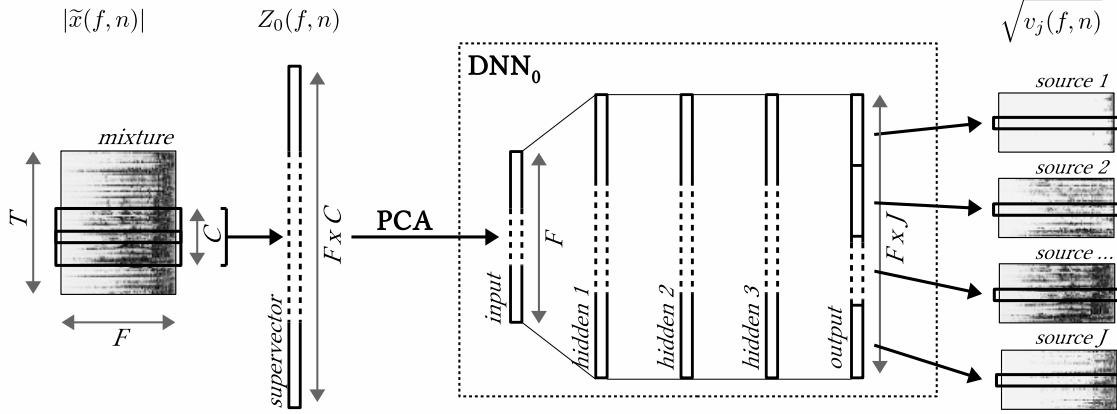 |x̃(f,n)|
Z₀(f,n)
√vⱼ(f,n)
DNN₀
mixture
T
C
F
supervector
F x C
PCA
input
F
hidden 1
hidden 2
hidden 3
output
F x J
source 1
source 2
source ...
source J